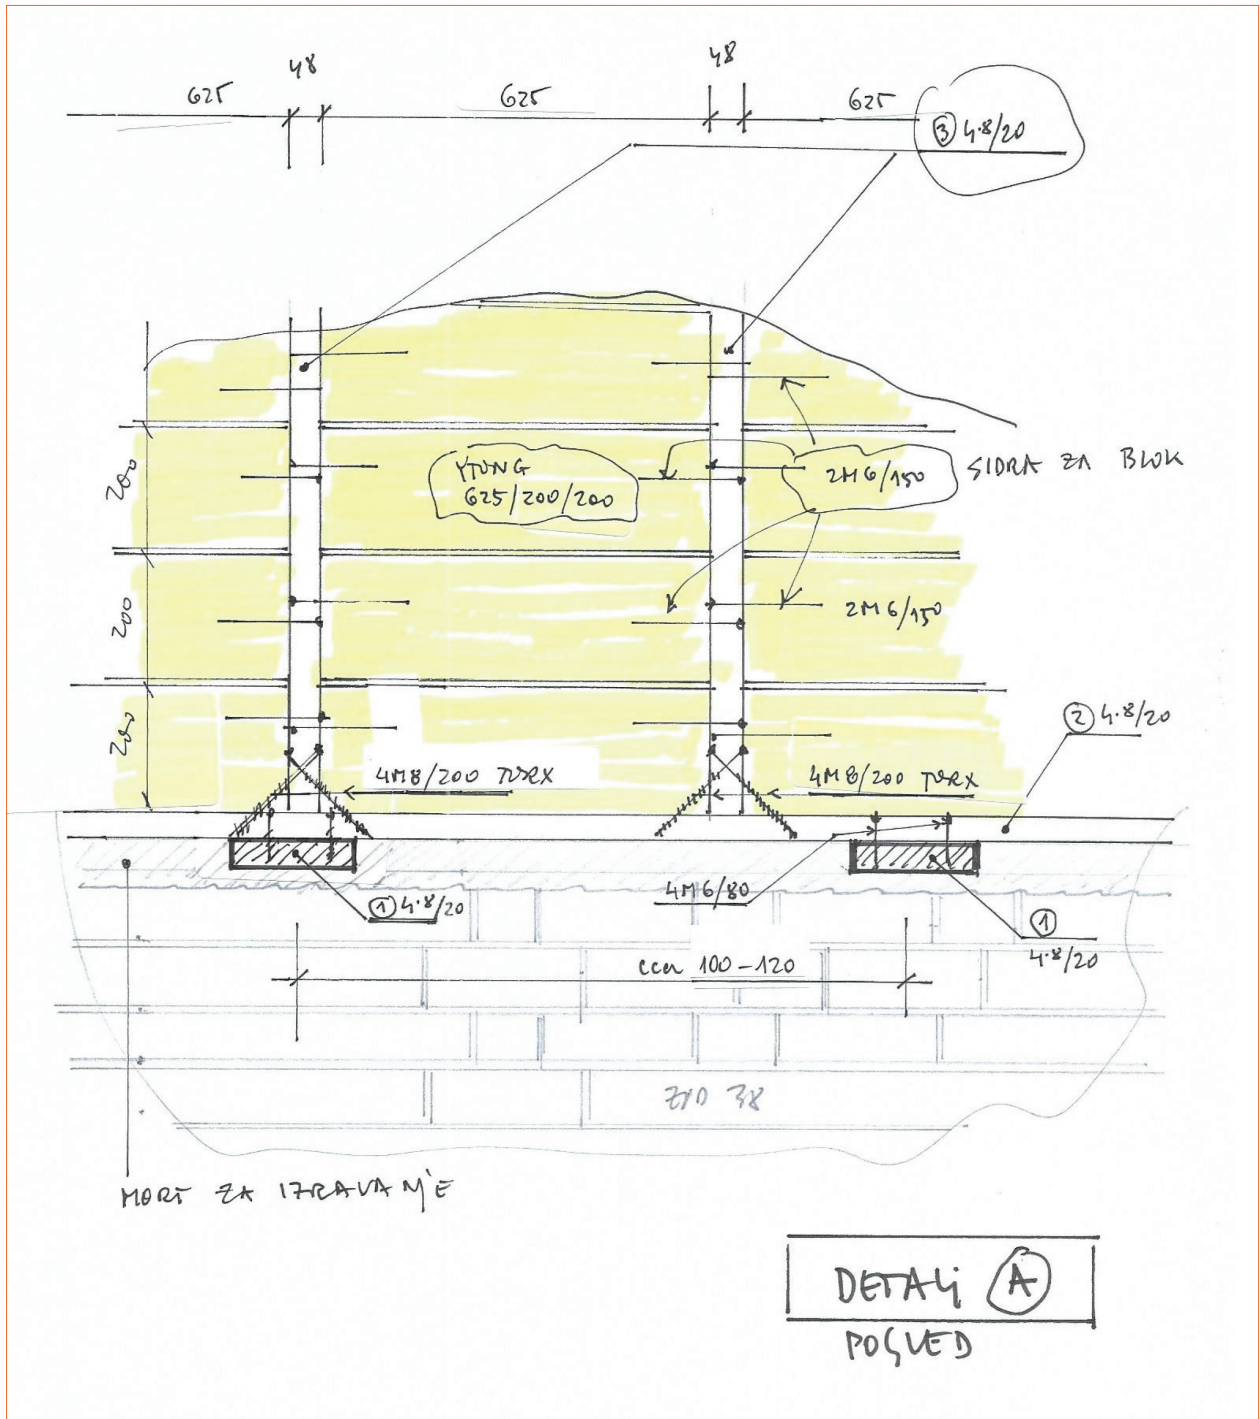 48
48
625
625
625
③ 4.8/20
200
200
200
YTONG
625/200/200
2M6/150
SIDRA ZA BLOK
2M6/150
② 4.8/20
4M8/200 TORX
4M8/200 TORX
① 4.8/20
4M6/80
①
4.8/20
cca 100-120
ZID 38
MORT ZA IZRAVANJE
DETALJ Ⓐ
POGLED